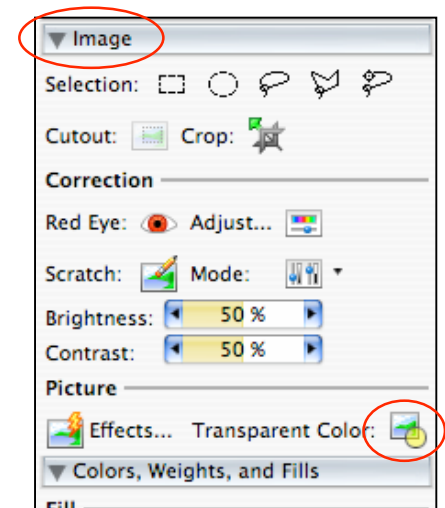 Image
Selection:
Cutout: Crop:
Correction
Red Eye: Adjust...
Scratch: Mode:
Brightness: 50 %
Contrast: 50 %
Picture
Effects... Transparent Color:
Colors, Weights, and Fills
Fill